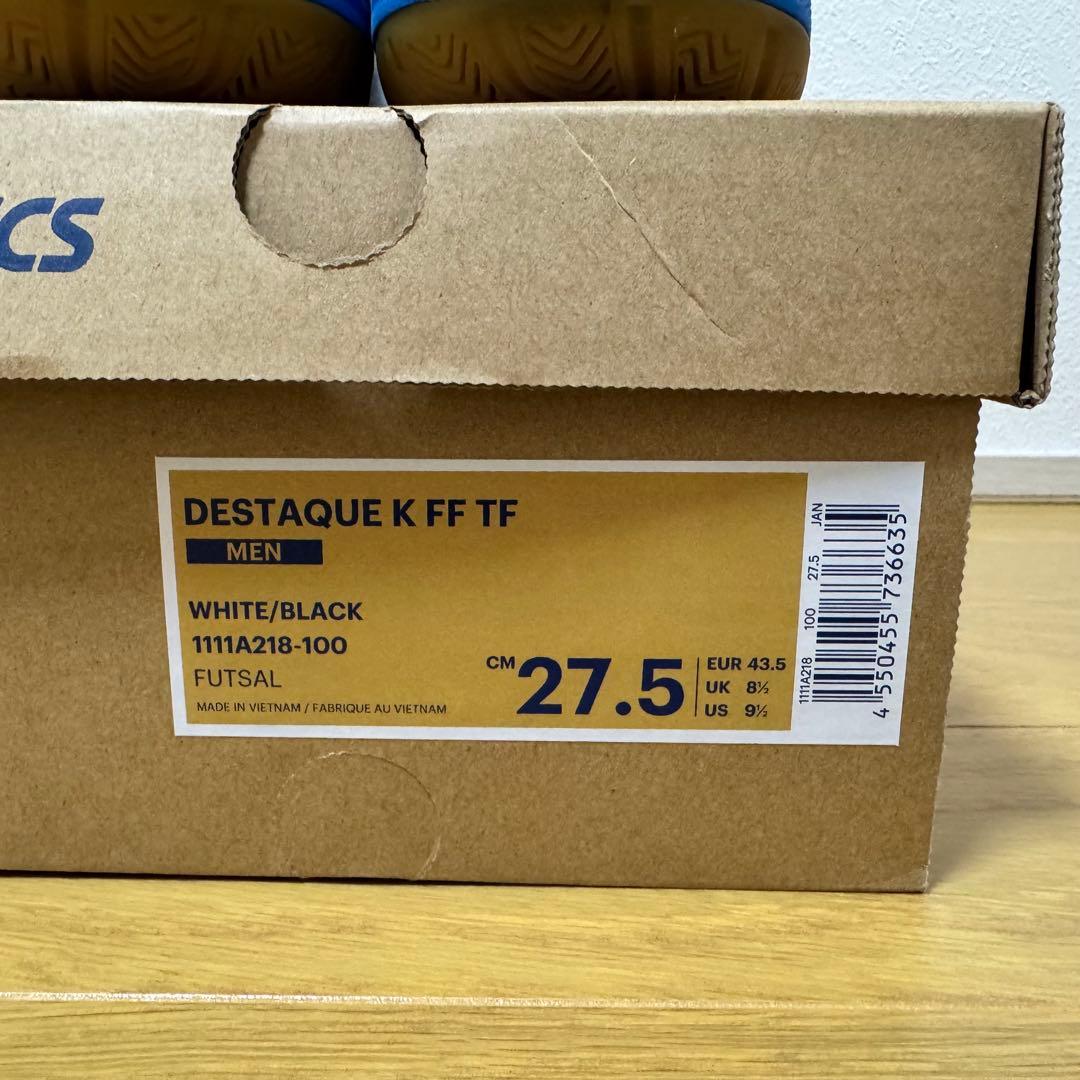 CS
DESTAQUE K FF TF
MEN
WHITE/BLACK
1111A218-100
FUTSAL
MADE IN VIETNAM / FABRIQUE AU VIETNAM
CM 27.5
EUR 43.5
UK 8½
US 9½
1111A218 100 27.5 JAN
4 550455 736635